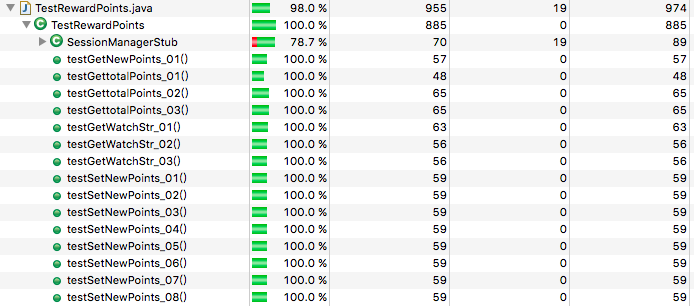 TestRewardPoints.java 98.0 % 955 19 974
TestRewardPoints 100.0 % 885 0 885
SessionManagerStub 78.7 % 70 19 89
testGetNewPoints_01() 100.0 % 57 0 57
testGettotalPoints_01() 100.0 % 48 0 48
testGettotalPoints_02() 100.0 % 65 0 65
testGettotalPoints_03() 100.0 % 65 0 65
testGetWatchStr_01() 100.0 % 63 0 63
testGetWatchStr_02() 100.0 % 56 0 56
testGetWatchStr_03() 100.0 % 56 0 56
testSetNewPoints_01() 100.0 % 59 0 59
testSetNewPoints_02() 100.0 % 59 0 59
testSetNewPoints_03() 100.0 % 59 0 59
testSetNewPoints_04() 100.0 % 59 0 59
testSetNewPoints_05() 100.0 % 59 0 59
testSetNewPoints_06() 100.0 % 59 0 59
testSetNewPoints_07() 100.0 % 59 0 59
testSetNewPoints_08() 100.0 % 59 0 59